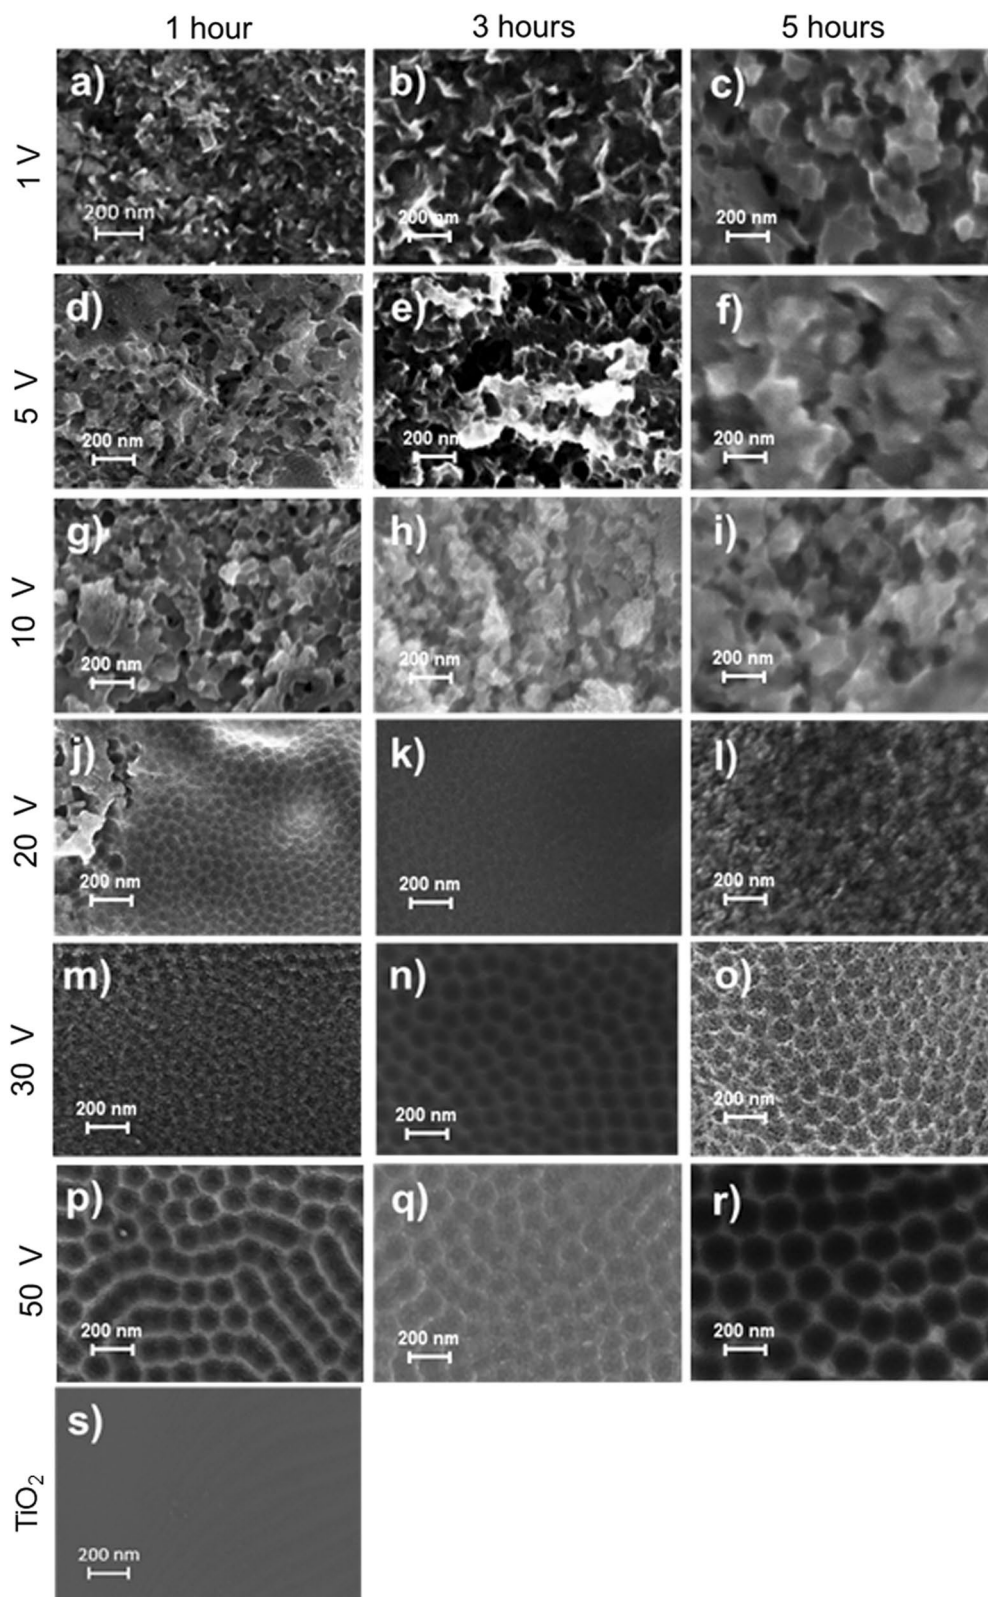 1 hour 3 hours 5 hours
1 V
a) b) c)
200 nm 200 nm 200 nm
5 V
d) e) f)
200 nm 200 nm 200 nm
10 V
g) h) i)
200 nm 200 nm 200 nm
20 V
j) k) l)
200 nm 200 nm 200 nm
30 V
m) n) o)
200 nm 200 nm 200 nm
50 V
p) q) r)
200 nm 200 nm 200 nm
TiO₂
s)
200 nm